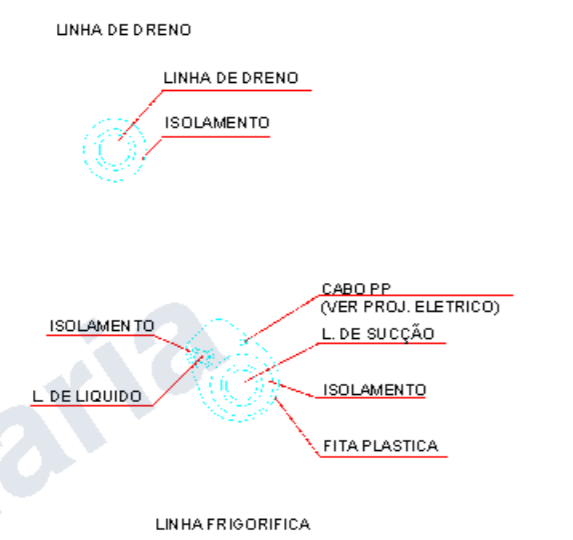 LINHA DE DRENO
LINHA DE DRENO
ISOLAMENTO
CABO PP
(VER PROJ. ELETRICO)
ISOLAMENTO
L. DE SUCÇÃO
L. DE LIQUIDO
ISOLAMENTO
FITA PLASTICA
LINHA FRIGORIFICA
aria